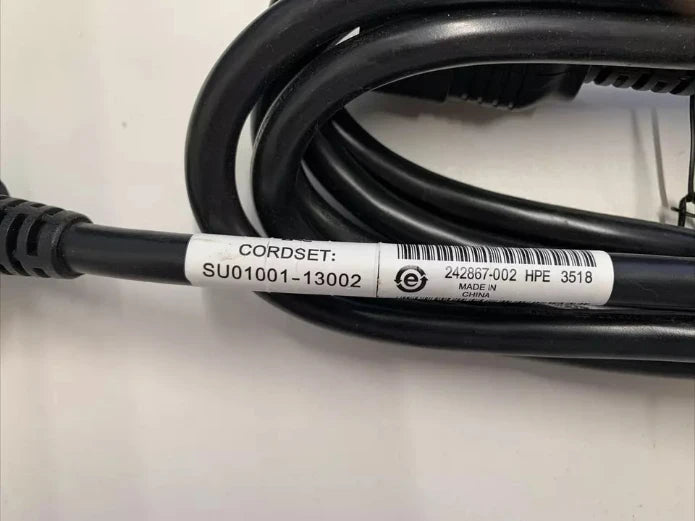 CORDSET:
SU01001-13002
242867-002 HPE 3518
MADE IN
CHINA